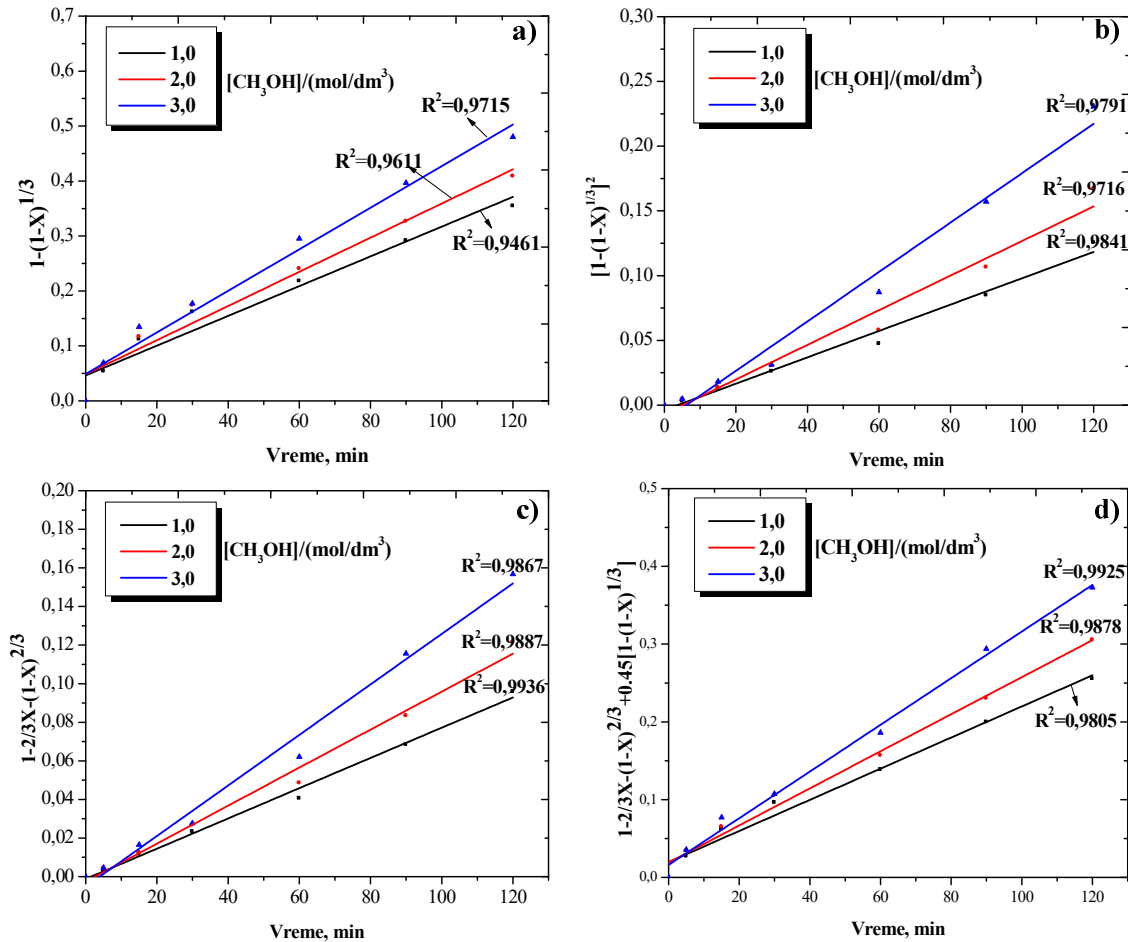 a)
1,0
2,0
3,0
[CH₃OH]/(mol/dm³)
R²=0,9715
R²=0,9611
R²=0,9461
1-(1-X)^1/3
0,7
0,6
0,5
0,4
0,3
0,2
0,1
0,0
0 20 40 60 80 100 120
Vreme, min
b)
1,0
2,0
3,0
[CH₃OH]/(mol/dm³)
R²=0,9791
R²=0,9716
R²=0,9841
[1-(1-X)^1/3]²
0,30
0,25
0,20
0,15
0,10
0,05
0,00
0 20 40 60 80 100 120
Vreme, min
c)
1,0
2,0
3,0
[CH₃OH]/(mol/dm³)
R²=0,9867
R²=0,9887
R²=0,9936
1-2/3X-(1-X)^2/3
0,20
0,18
0,16
0,14
0,12
0,10
0,08
0,06
0,04
0,02
0,00
0 20 40 60 80 100 120
Vreme, min
d)
1,0
2,0
3,0
[CH₃OH]/(mol/dm³)
R²=0,9925
R²=0,9878
R²=0,9805
1-2/3X-(1-X)^2/3+0.45[1-(1-X)^1/3]
0,5
0,4
0,3
0,2
0,1
0,0
0 20 40 60 80 100 120
Vreme, min